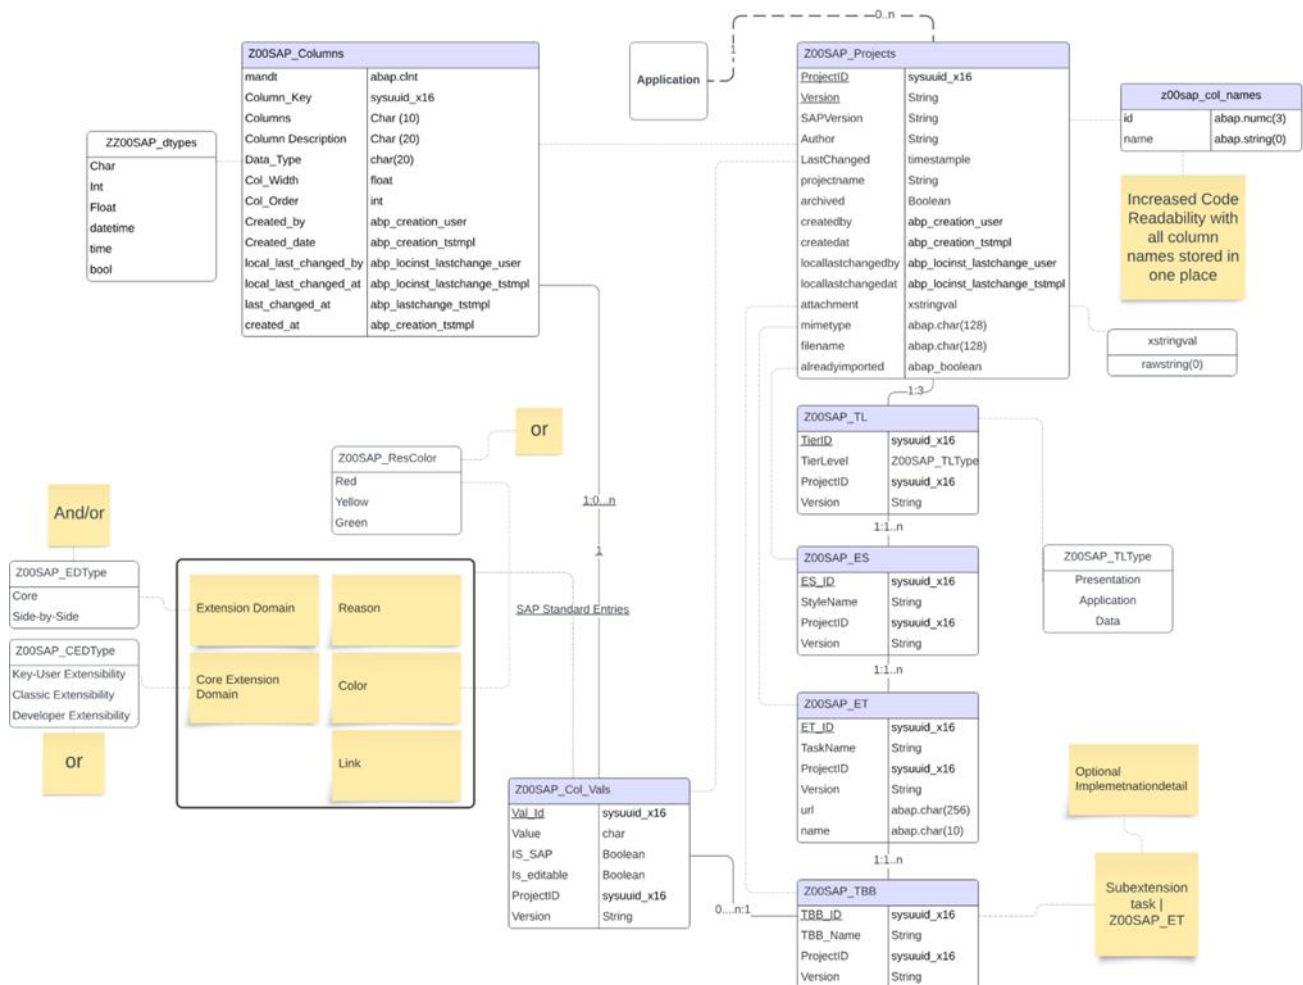 0..n
1
Application
Z00SAP_Columns
mandt abap.clnt
Column_Key sysuuid_x16
Columns Char (10)
Column Description Char (20)
Data_Type char(20)
Col_Width float
Col_Order int
Created_by abp_creation_user
Created_date abp_creation_tstmpl
local_last_changed_by abp_locinst_lastchange_user
local_last_changed_at abp_locinst_lastchange_tstmpl
last_changed_at abp_lastchange_tstmpl
created_at abp_creation_tstmpl
ZZ00SAP_dtypes
Char
Int
Float
datetime
time
bool
Z00SAP_Projects
ProjectID sysuuid_x16
Version String
SAPVersion String
Author String
LastChanged timestample
projectname String
archived Boolean
createdby abp_creation_user
createdat abp_creation_tstmpl
locallastchangedby abp_locinst_lastchange_user
locallastchangedat abp_locinst_lastchange_tstmpl
attachment xstringval
mimetype abap.char(128)
filename abap.char(128)
alreadyimported abap_boolean
z00sap_col_names
id abap.numc(3)
name abap.string(0)
Increased Code
Readability with
all column
names stored in
one place
xstringval
rawstring(0)
1:3
Z00SAP_TL
TierID sysuuid_x16
TierLevel Z00SAP_TLType
ProjectID sysuuid_x16
Version String
1:1..n
Z00SAP_ES
ES_ID sysuuid_x16
StyleName String
ProjectID sysuuid_x16
Version String
1:1..n
Z00SAP_TLType
Presentation
Application
Data
or
Z00SAP_ResColor
Red
Yellow
Green
1:0...n
1
SAP Standard Entries
And/or
Z00SAP_EDType
Core
Side-by-Side
Z00SAP_CEDType
Key-User Extensibility
Classic Extensibility
Developer Extensibility
or
Extension Domain
Reason
Core Extension
Domain
Color
Link
Z00SAP_Col_Vals
Val_Id sysuuid_x16
Value char
IS_SAP Boolean
Is_editable Boolean
ProjectID sysuuid_x16
Version String
0....n:1
Z00SAP_ET
ET_ID sysuuid_x16
TaskName String
ProjectID sysuuid_x16
Version String
url abap.char(256)
name abap.char(10)
1:1..n
Z00SAP_TBB
TBB_ID sysuuid_x16
TBB_Name String
ProjectID sysuuid_x16
Version String
Optional
Implemetnationdetail
Subextension
task |
Z00SAP_ET